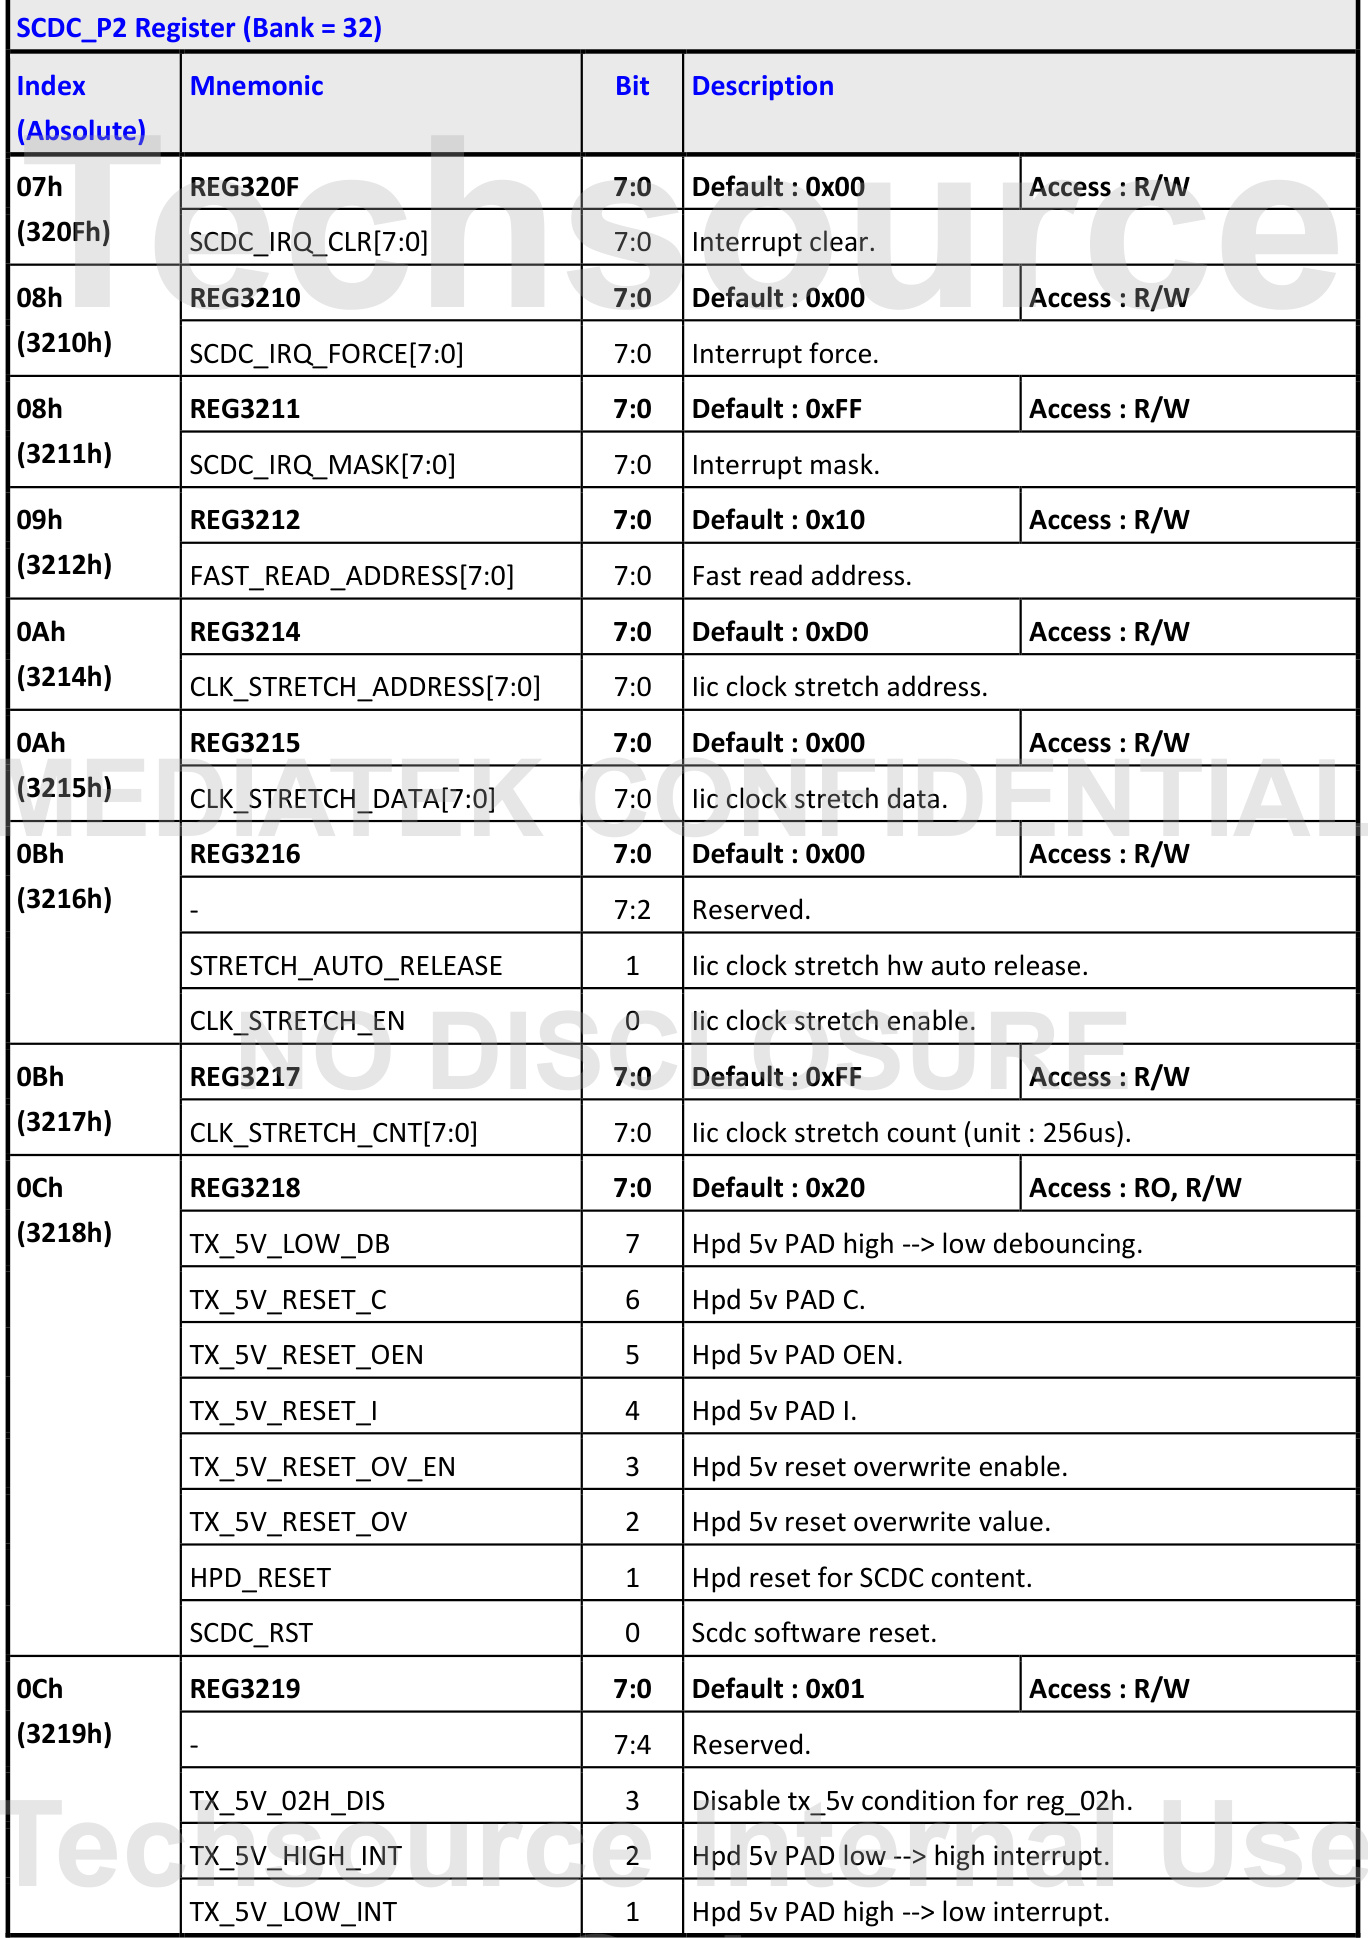 SCDC_P2 Register (Bank = 32)
Index (Absolute) Mnemonic Bit Description
07h (320Fh) REG320F 7:0 Default : 0x00 Access : R/W
SCDC_IRQ_CLR[7:0] 7:0 Interrupt clear.
08h (3210h) REG3210 7:0 Default : 0x00 Access : R/W
SCDC_IRQ_FORCE[7:0] 7:0 Interrupt force.
08h (3211h) REG3211 7:0 Default : 0xFF Access : R/W
SCDC_IRQ_MASK[7:0] 7:0 Interrupt mask.
09h (3212h) REG3212 7:0 Default : 0x10 Access : R/W
FAST_READ_ADDRESS[7:0] 7:0 Fast read address.
0Ah (3214h) REG3214 7:0 Default : 0xD0 Access : R/W
CLK_STRETCH_ADDRESS[7:0] 7:0 Iic clock stretch address.
0Ah (3215h) REG3215 7:0 Default : 0x00 Access : R/W
CLK_STRETCH_DATA[7:0] 7:0 Iic clock stretch data.
0Bh (3216h) REG3216 7:0 Default : 0x00 Access : R/W
- 7:2 Reserved.
STRETCH_AUTO_RELEASE 1 Iic clock stretch hw auto release.
CLK_STRETCH_EN 0 Iic clock stretch enable.
0Bh (3217h) REG3217 7:0 Default : 0xFF Access : R/W
CLK_STRETCH_CNT[7:0] 7:0 Iic clock stretch count (unit : 256us).
0Ch (3218h) REG3218 7:0 Default : 0x20 Access : RO, R/W
TX_5V_LOW_DB 7 Hpd 5v PAD high --> low debouncing.
TX_5V_RESET_C 6 Hpd 5v PAD C.
TX_5V_RESET_OEN 5 Hpd 5v PAD OEN.
TX_5V_RESET_I 4 Hpd 5v PAD I.
TX_5V_RESET_OV_EN 3 Hpd 5v reset overwrite enable.
TX_5V_RESET_OV 2 Hpd 5v reset overwrite value.
HPD_RESET 1 Hpd reset for SCDC content.
SCDC_RST 0 Scdc software reset.
0Ch (3219h) REG3219 7:0 Default : 0x01 Access : R/W
- 7:4 Reserved.
TX_5V_02H_DIS 3 Disable tx_5v condition for reg_02h.
TX_5V_HIGH_INT 2 Hpd 5v PAD low --> high interrupt.
TX_5V_LOW_INT 1 Hpd 5v PAD high --> low interrupt.
Techsource
MEDIATEK CONFIDENTIAL
NO DISCLOSURE
Techsource Internal Use